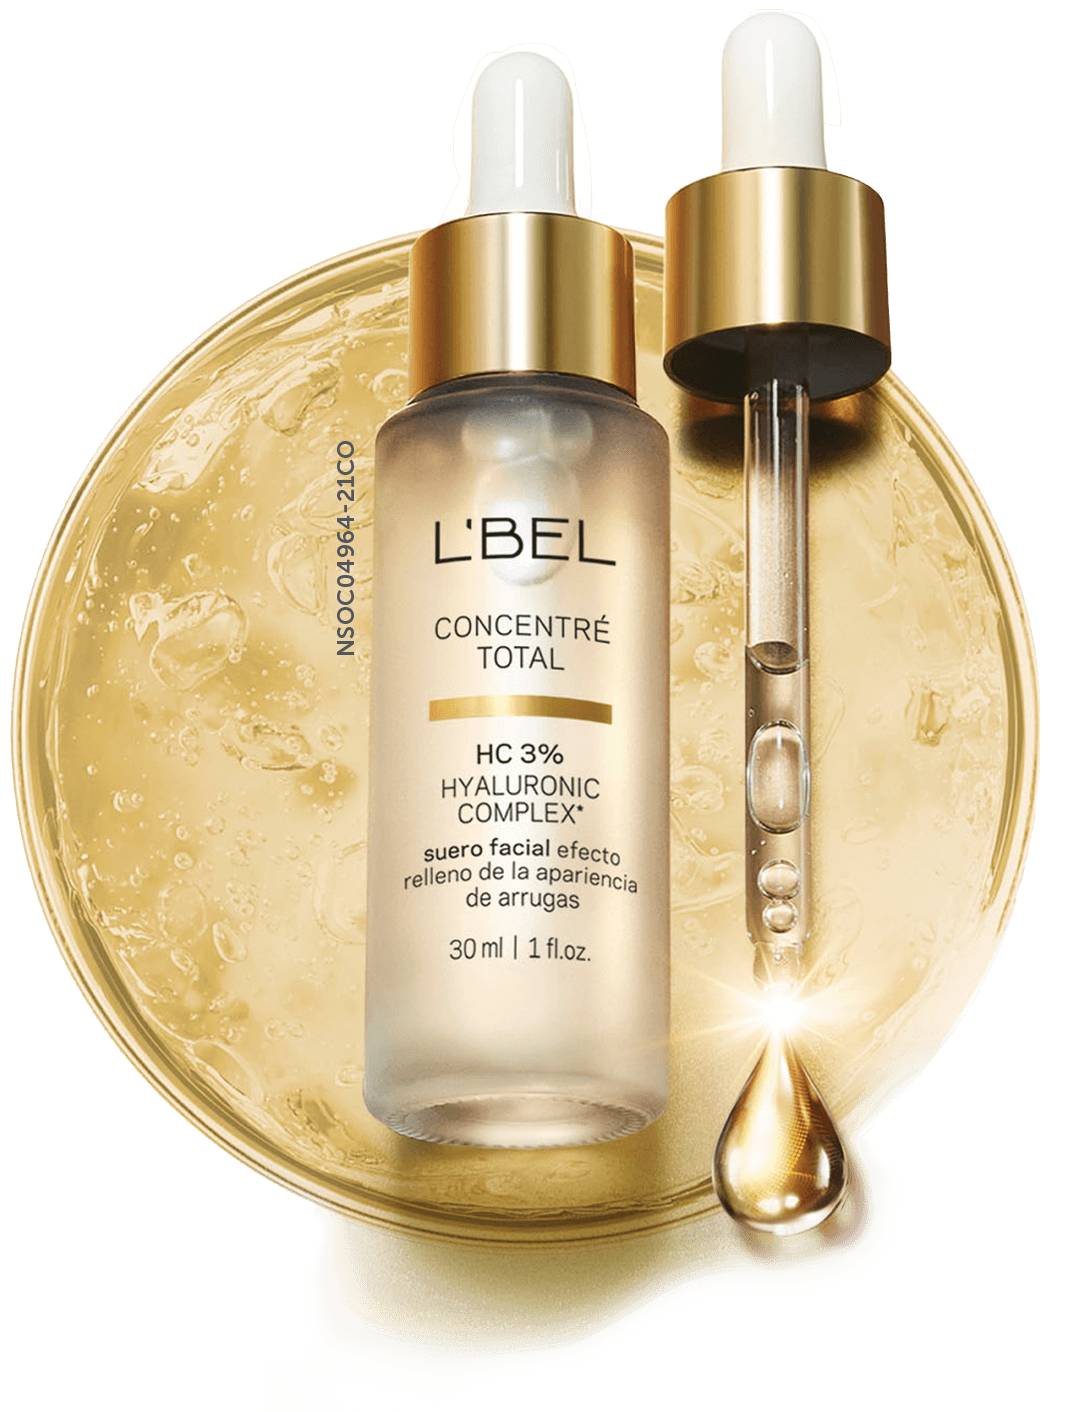 NSOC04964-21CO
L'BEL
CONCENTRÉ
TOTAL
HC 3%
HYALURONIC
COMPLEX*
suero facial efecto
relleno de la apariencia
de arrugas
30 ml | 1 fl.oz.